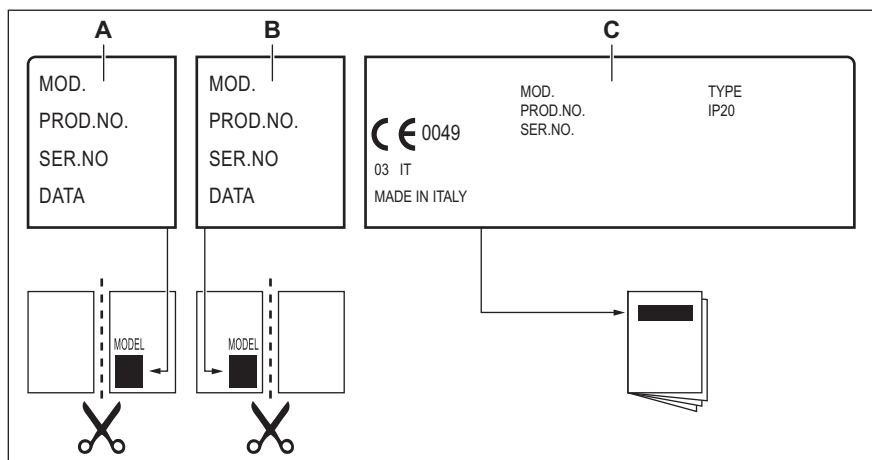 A
B
C
MOD.
PROD.NO.
SER.NO
DATA
MOD.
PROD.NO.
SER.NO
DATA
MOD.
PROD.NO.
SER.NO.
TYPE
IP20
CE 0049
03 IT
MADE IN ITALY
MODEL
MODEL